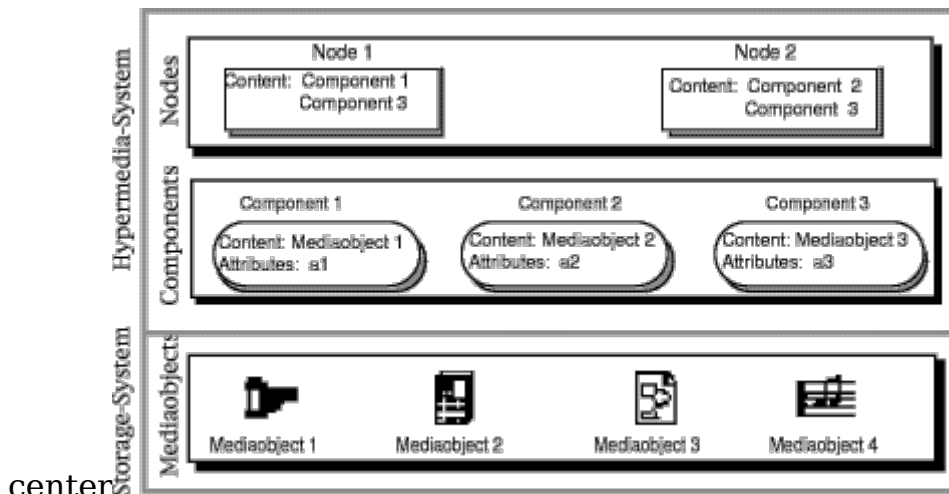 Hypermedia-System
Nodes
Node 1
Content: Component 1
Component 3
Node 2
Content: Component 2
Component 3
Components
Component 1
Content: Mediaobject 1
Attributes: a1
Component 2
Content: Mediaobject 2
Attributes: a2
Component 3
Content: Mediaobject 3
Attributes: a3
Storage-System
Mediaobjects
Mediaobject 1
Mediaobject 2
Mediaobject 3
Mediaobject 4
center